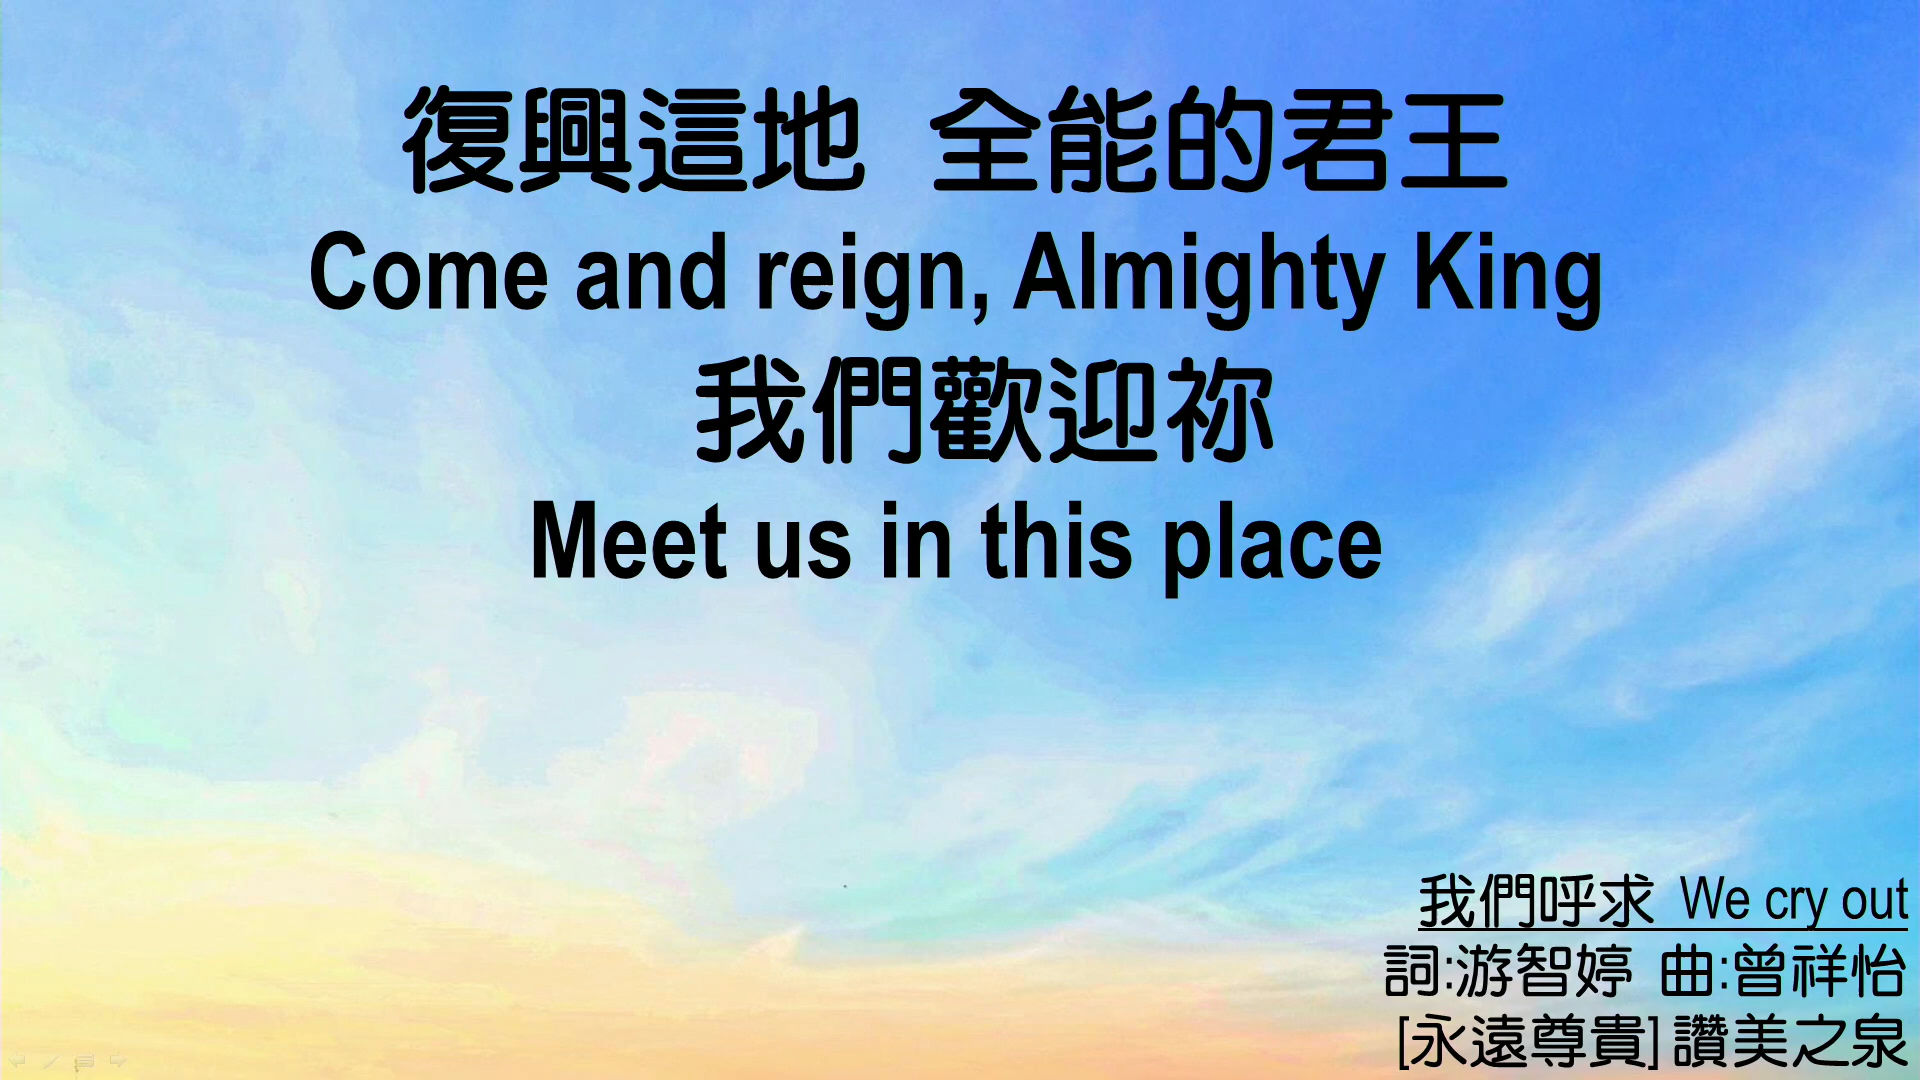 復興這地 全能的君王
Come and reign, Almighty King
我們歡迎祢
Meet us in this place
我們呼求 We cry out
詞:游智婷 曲:曾祥怡
[永遠尊貴] 讚美之泉